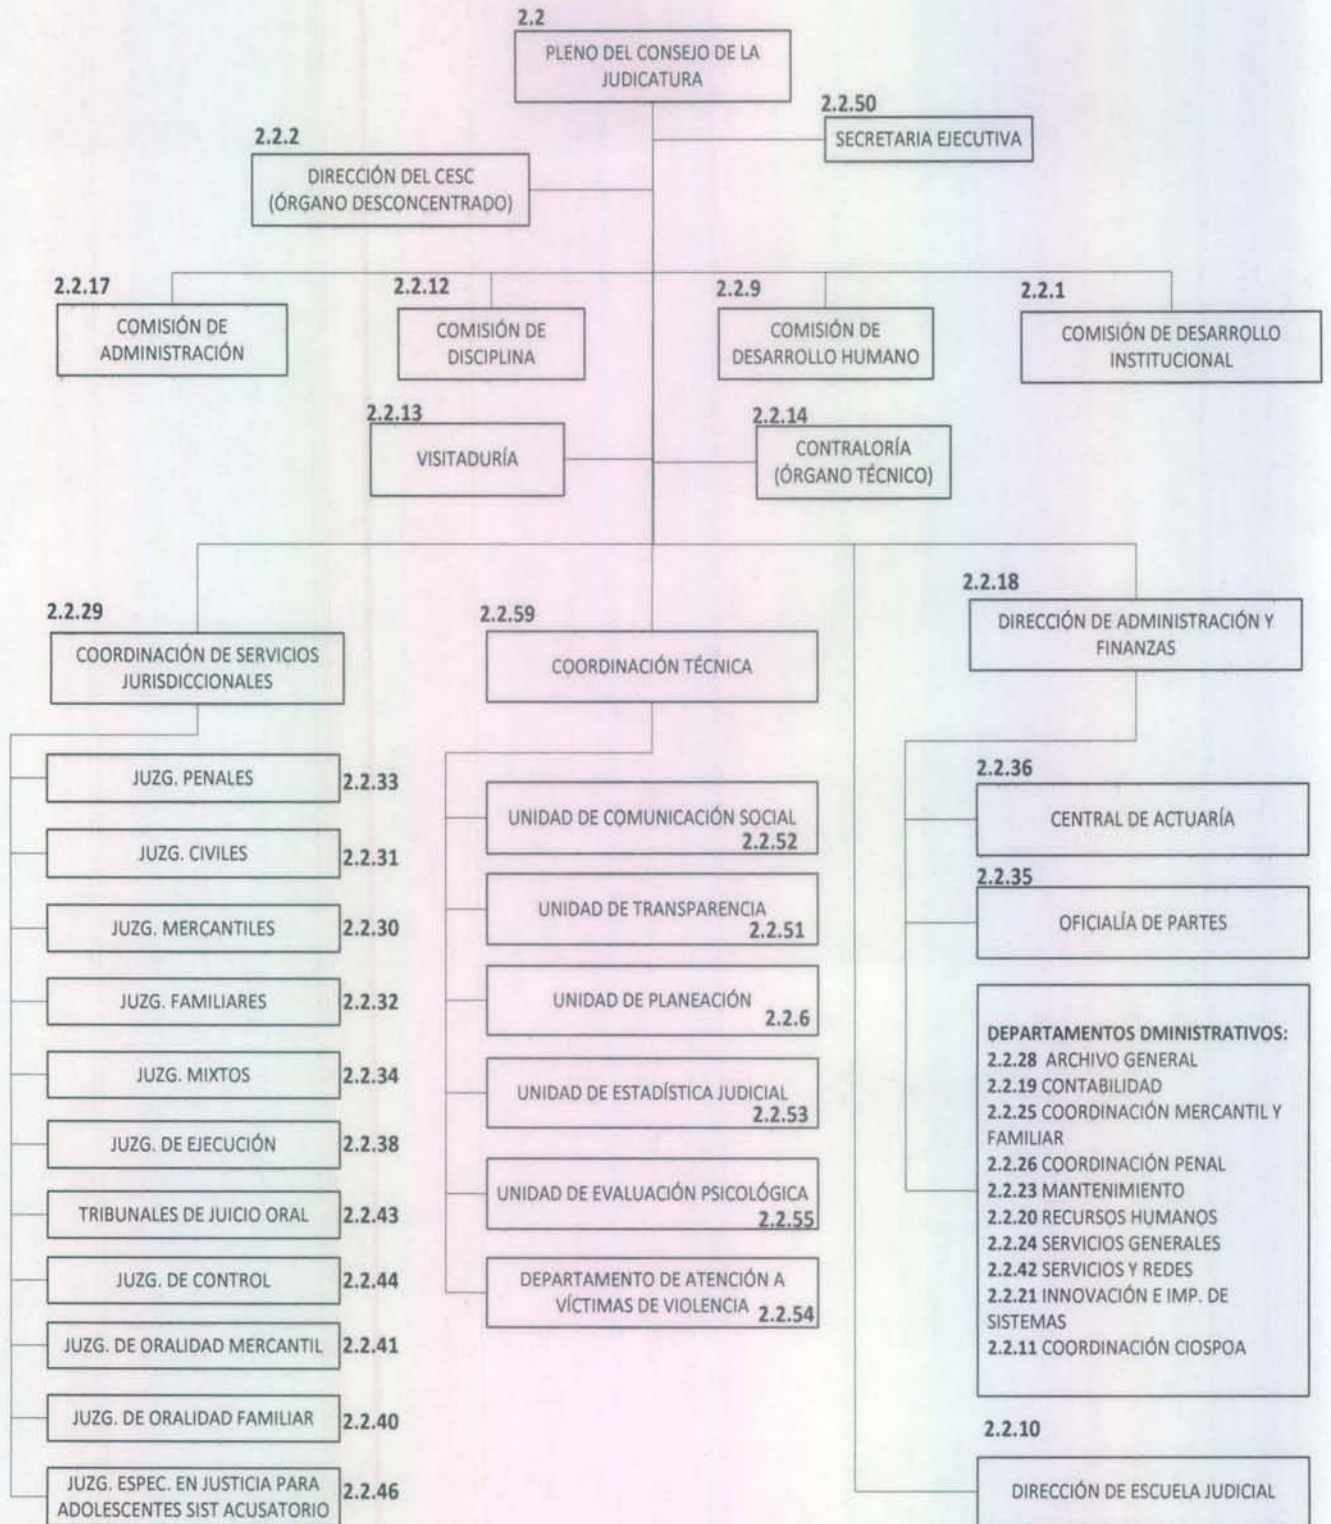 2.2
PLENO DEL CONSEJO DE LA
JUDICATURA
2.2.50
SECRETARIA EJECUTIVA
2.2.2
DIRECCIÓN DEL CESC
(ÓRGANO DESCONCENTRADO)
2.2.17
COMISIÓN DE
ADMINISTRACIÓN
2.2.12
COMISIÓN DE
DISCIPLINA
2.2.9
COMISIÓN DE
DESARROLLO HUMANO
2.2.1
COMISIÓN DE DESARROLLO
INSTITUCIONAL
2.2.13
VISITADURÍA
2.2.14
CONTRALORÍA
(ÓRGANO TÉCNICO)
2.2.29
COORDINACIÓN DE SERVICIOS
JURISDICCIONALES
JUZG. PENALES 2.2.33
JUZG. CIVILES 2.2.31
JUZG. MERCANTILES 2.2.30
JUZG. FAMILIARES 2.2.32
JUZG. MIXTOS 2.2.34
JUZG. DE EJECUCIÓN 2.2.38
TRIBUNALES DE JUICIO ORAL 2.2.43
JUZG. DE CONTROL 2.2.44
JUZG. DE ORALIDAD MERCANTIL 2.2.41
JUZG. DE ORALIDAD FAMILIAR 2.2.40
JUZG. ESPEC. EN JUSTICIA PARA
ADOLESCENTES SIST ACUSATORIO
2.2.46
2.2.59
COORDINACIÓN TÉCNICA
UNIDAD DE COMUNICACIÓN SOCIAL
2.2.52
UNIDAD DE TRANSPARENCIA
2.2.51
UNIDAD DE PLANEACIÓN
2.2.6
UNIDAD DE ESTADÍSTICA JUDICIAL
2.2.53
UNIDAD DE EVALUACIÓN PSICOLÓGICA
2.2.55
DEPARTAMENTO DE ATENCIÓN A
VÍCTIMAS DE VIOLENCIA 2.2.54
2.2.18
DIRECCIÓN DE ADMINISTRACIÓN Y
FINANZAS
2.2.36
CENTRAL DE ACTUARÍA
2.2.35
OFICIALÍA DE PARTES
DEPARTAMENTOS DMINISTRATIVOS:
2.2.28 ARCHIVO GENERAL
2.2.19 CONTABILIDAD
2.2.25 COORDINACIÓN MERCANTIL Y
FAMILIAR
2.2.26 COORDINACIÓN PENAL
2.2.23 MANTENIMIENTO
2.2.20 RECURSOS HUMANOS
2.2.24 SERVICIOS GENERALES
2.2.42 SERVICIOS Y REDES
2.2.21 INNOVACIÓN E IMP. DE
SISTEMAS
2.2.11 COORDINACIÓN CIOSPOA
2.2.10
DIRECCIÓN DE ESCUELA JUDICIAL